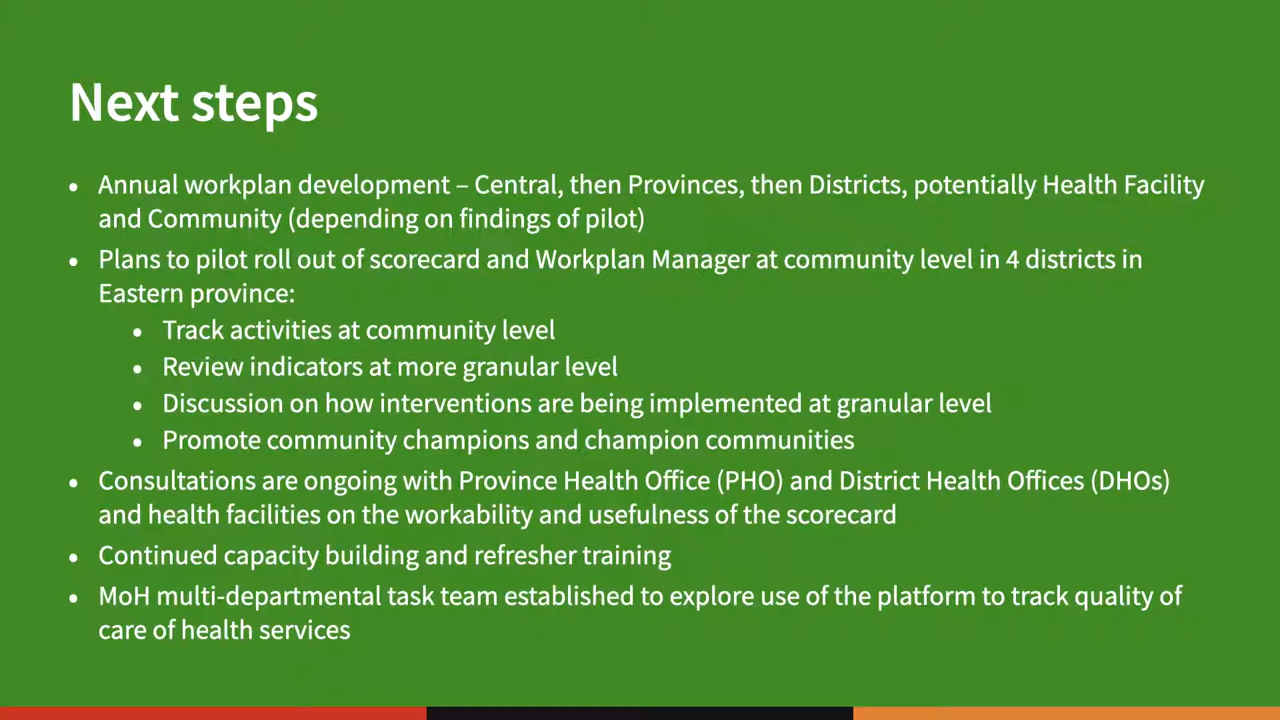 Next steps
• Annual workplan development – Central, then Provinces, then Districts, potentially Health Facility
and Community (depending on findings of pilot)
• Plans to pilot roll out of scorecard and Workplan Manager at community level in 4 districts in
Eastern province:
• Track activities at community level
• Review indicators at more granular level
• Discussion on how interventions are being implemented at granular level
• Promote community champions and champion communities
• Consultations are ongoing with Province Health Office (PHO) and District Health Offices (DHOs)
and health facilities on the workability and usefulness of the scorecard
• Continued capacity building and refresher training
• MoH multi-departmental task team established to explore use of the platform to track quality of
care of health services